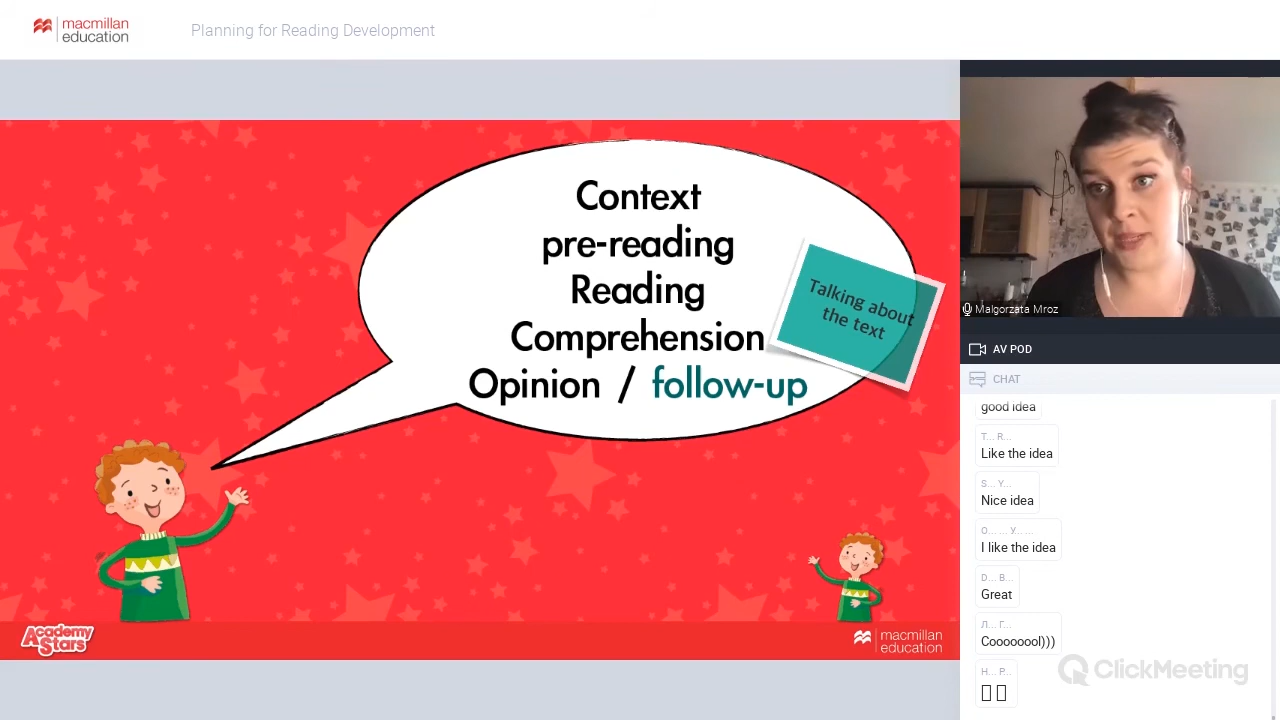 macmillan
education
Planning for Reading Development
Context
pre-reading
Reading
Comprehension
Opinion / follow-up
Talking about
the text
Academy
Stars
macmillan
education
Malgorzata Mroz
AV POD
CHAT
good idea
T... R...
Like the idea
S... Y...
Nice idea
O... ... У... ...
I like the idea
D... B...
Great
Л... Г...
Coooooool)))
H... P...
ClickMeeting